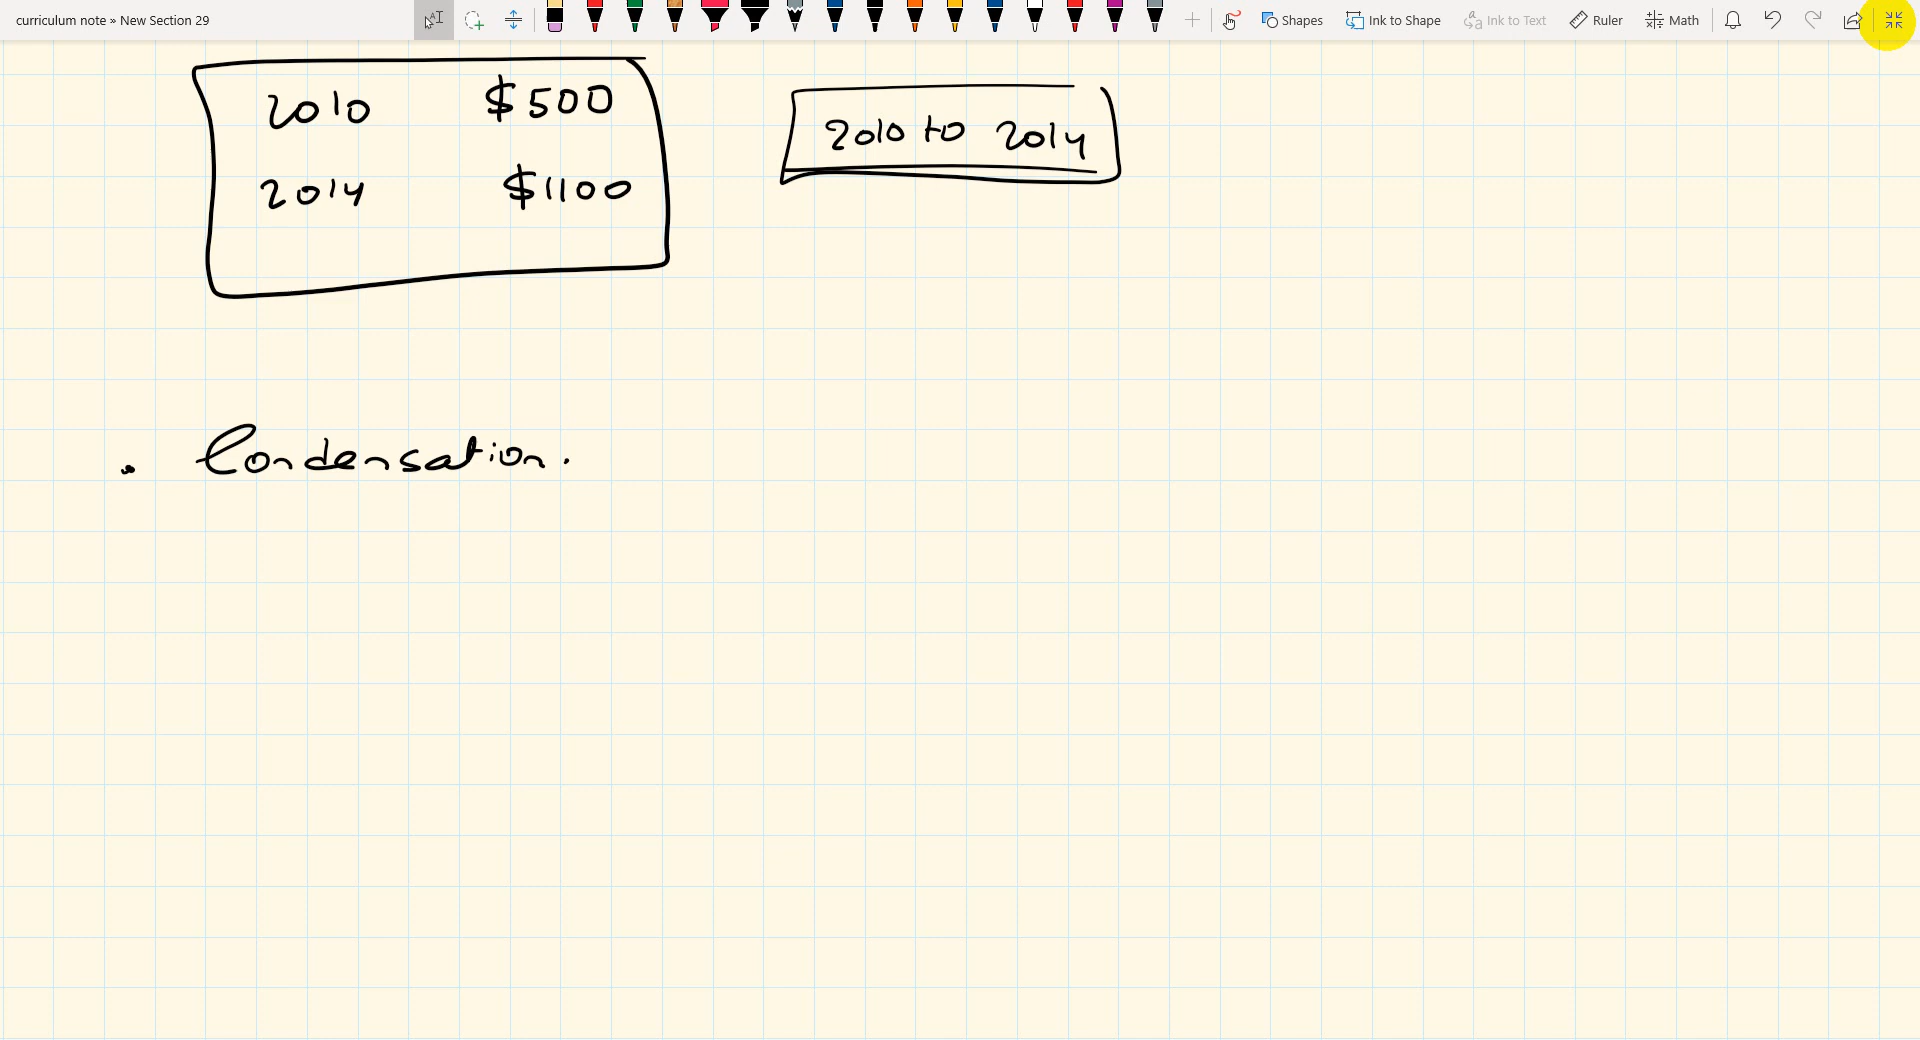 curriculum note » New Section 29
Shapes Ink to Shape Ink to Text Ruler Math
2010 $500
2014 $1100
2010 to 2014
. Condensation.